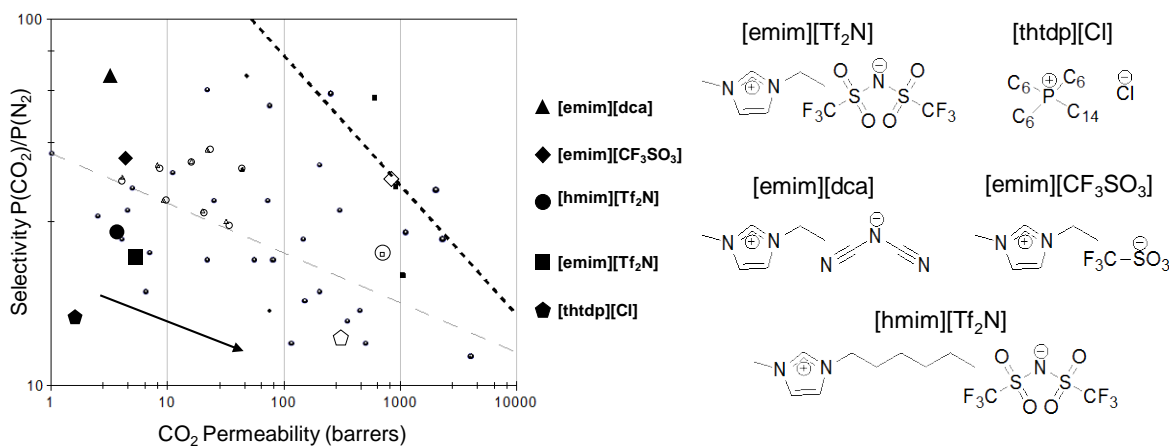 100
10
Selectivity P(CO₂)/P(N₂)
1
10
100
1000
10000
CO₂ Permeability (barrers)
[emim][dca]
[emim][CF₃SO₃]
[hmim][Tf₂N]
[emim][Tf₂N]
[thtdp][Cl]
[emim][Tf₂N]
[thtdp][Cl]
N N ⊕
F₃C S O O N ⊖ S O O CF₃
C₆ P ⊕ C₆ C₆ C₁₄
Cl ⊖
[emim][dca]
[emim][CF₃SO₃]
N N ⊕
N N ⊖ N
N N ⊕
F₃C–SO₃ ⊖
[hmim][Tf₂N]
N N ⊕
F₃C S O O N ⊖ S O O CF₃